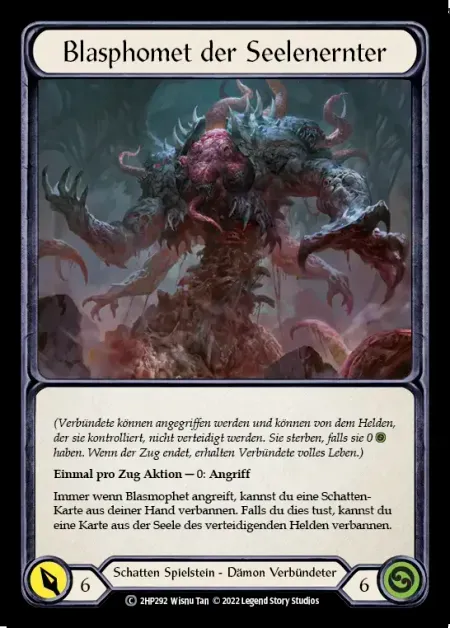 Blasphomet der Seelenernter
(Verbündete können angegriffen werden und können von dem Helden,
der sie kontrolliert, nicht verteidigt werden. Sie sterben, falls sie 0
haben. Wenn der Zug endet, erhalten Verbündete volles Leben.)
Einmal pro Zug Aktion — 0: Angriff
Immer wenn Blasmophet angreift, kannst du eine Schatten-
Karte aus deiner Hand verbannen. Falls du dies tust, kannst du
eine Karte aus der Seele des verteidigenden Helden verbannen.
6 Schatten Spielstein - Dämon Verbündeter 6
© 2HP292 Wisnu Tan © 2022 Legend Story Studios